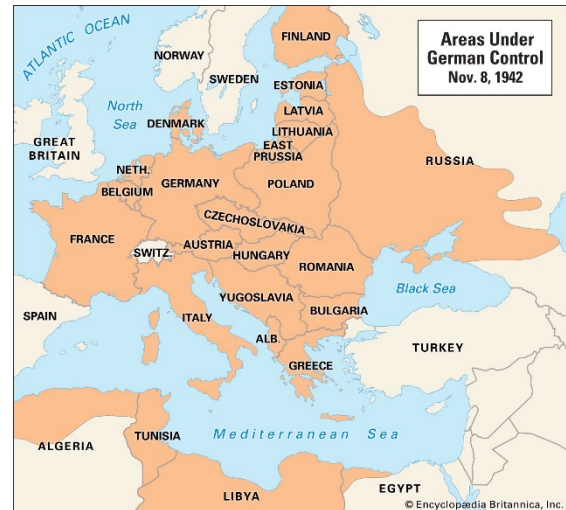 ATLANTIC OCEAN
NORWAY
FINLAND
Areas Under
German Control
Nov. 8, 1942
SWEDEN
ESTONIA
North
Sea
LATVIA
DENMARK
LITHUANIA
GREAT
BRITAIN
EAST
PRUSSIA
RUSSIA
NETH.
BELGIUM
GERMANY
POLAND
CZECHOSLOVAKIA
FRANCE
SWITZ.
AUSTRIA
HUNGARY
ROMANIA
Black Sea
SPAIN
YUGOSLAVIA
ITALY
BULGARIA
ALB.
TURKEY
GREECE
ALGERIA
TUNISIA
Mediterranean Sea
LIBYA
EGYPT
© Encyclopædia Britannica, Inc.